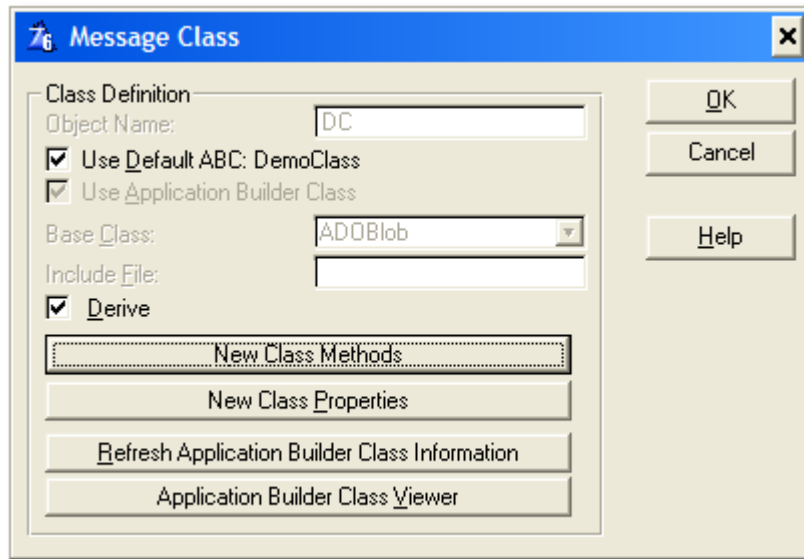 Message Class
Class Definition
Object Name: DC
Use Default ABC: DemoClass
Use Application Builder Class
Base Class: ADOBlob
Include File:
Derive
New Class Methods
New Class Properties
Refresh Application Builder Class Information
Application Builder Class Viewer
OK
Cancel
Help